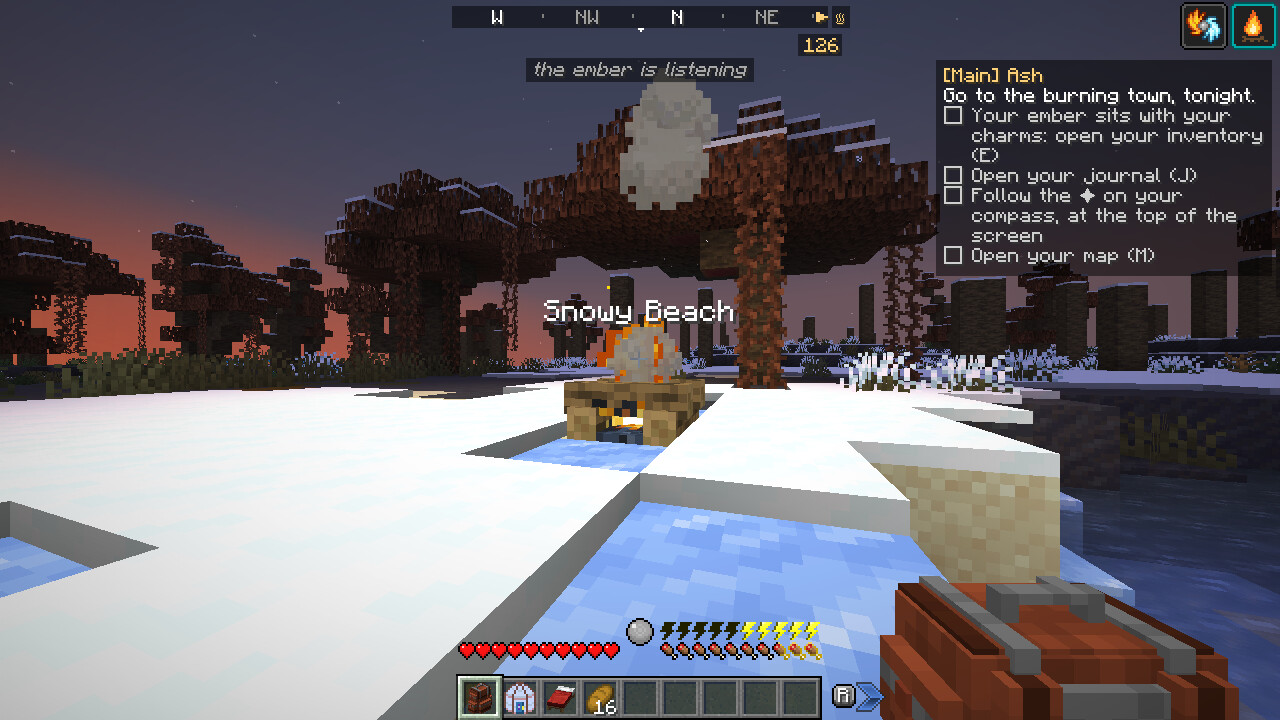 W · NW · N · NE
126
the ember is listening
[Main] Ash
Go to the burning town, tonight.
Your ember sits with your
charms: open your inventory
(E)
Open your journal (J)
Follow the ✦ on your
compass, at the top of the
screen
Open your map (M)
Snowy Beach
16
R